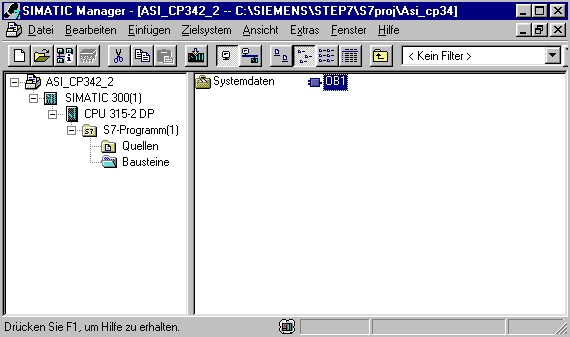 SIMATIC Manager - [ASI_CP342_2 -- C:\SIEMENS\STEP7\S7proj\Asi_cp34]
Datei Bearbeiten Einfügen Zielsystem Ansicht Extras Fenster Hilfe
< Kein Filter >
ASI_CP342_2
SIMATIC 300(1)
CPU 315-2 DP
S7 S7-Programm(1)
Quellen
Bausteine
Systemdaten OB1
Drücken Sie F1, um Hilfe zu erhalten.